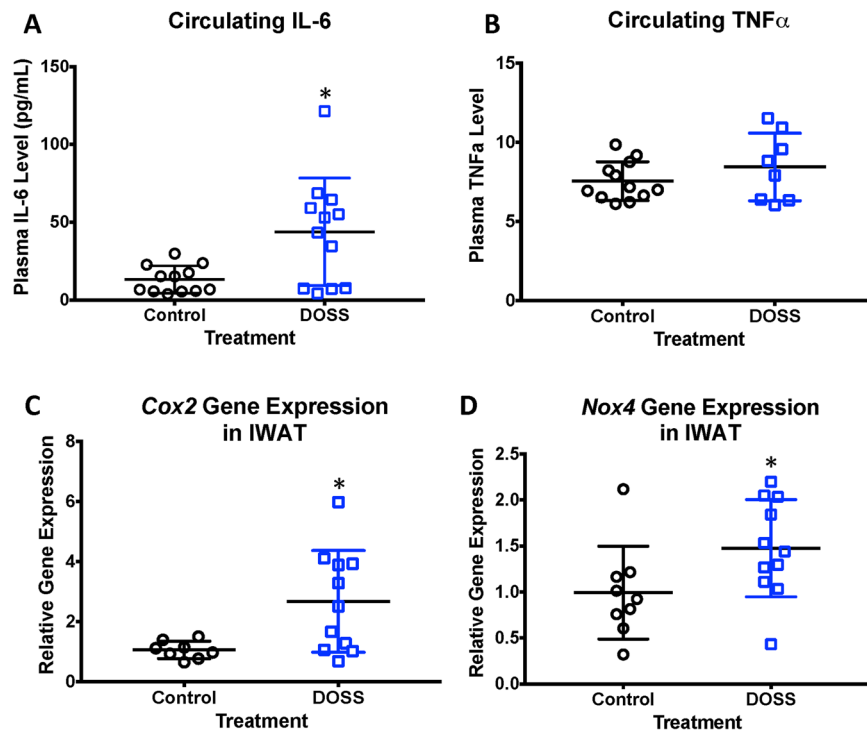 A
Circulating IL-6
Plasma IL-6 Level (pg/mL)
150
100
50
0
*
Control
DOSS
Treatment
B
Circulating TNFα
Plasma TNFa Level
15
10
5
0
Control
DOSS
Treatment
C
Cox2 Gene Expression
in IWAT
Relative Gene Expression
8
6
4
2
0
*
Control
DOSS
Treatment
D
Nox4 Gene Expression
in IWAT
Relative Gene Expression
2.5
2.0
1.5
1.0
0.5
0.0
*
Control
DOSS
Treatment